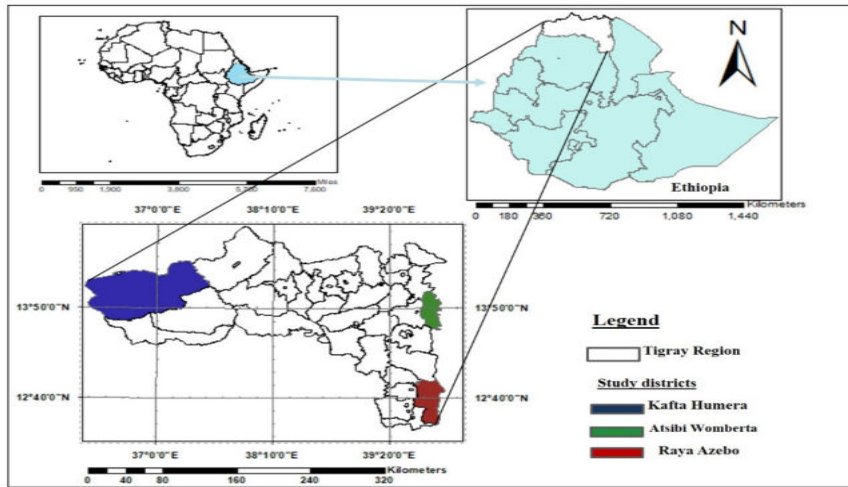 N
Ethiopia
Miles
0 950 1,900 3,800 7,600
Kilometers
0 180 360 720 1,080 1,440
37°0'0"E 38°10'0"E 39°20'0"E
13°50'0"N 13°50'0"N
12°40'0"N 12°40'0"N
37°0'0"E 38°10'0"E 39°20'0"E
Kilometers
0 20 40 80 160 240 320
Legend
Tigray Region
Study districts
Kafta Humera
Atsibi Womberta
Raya Azebo